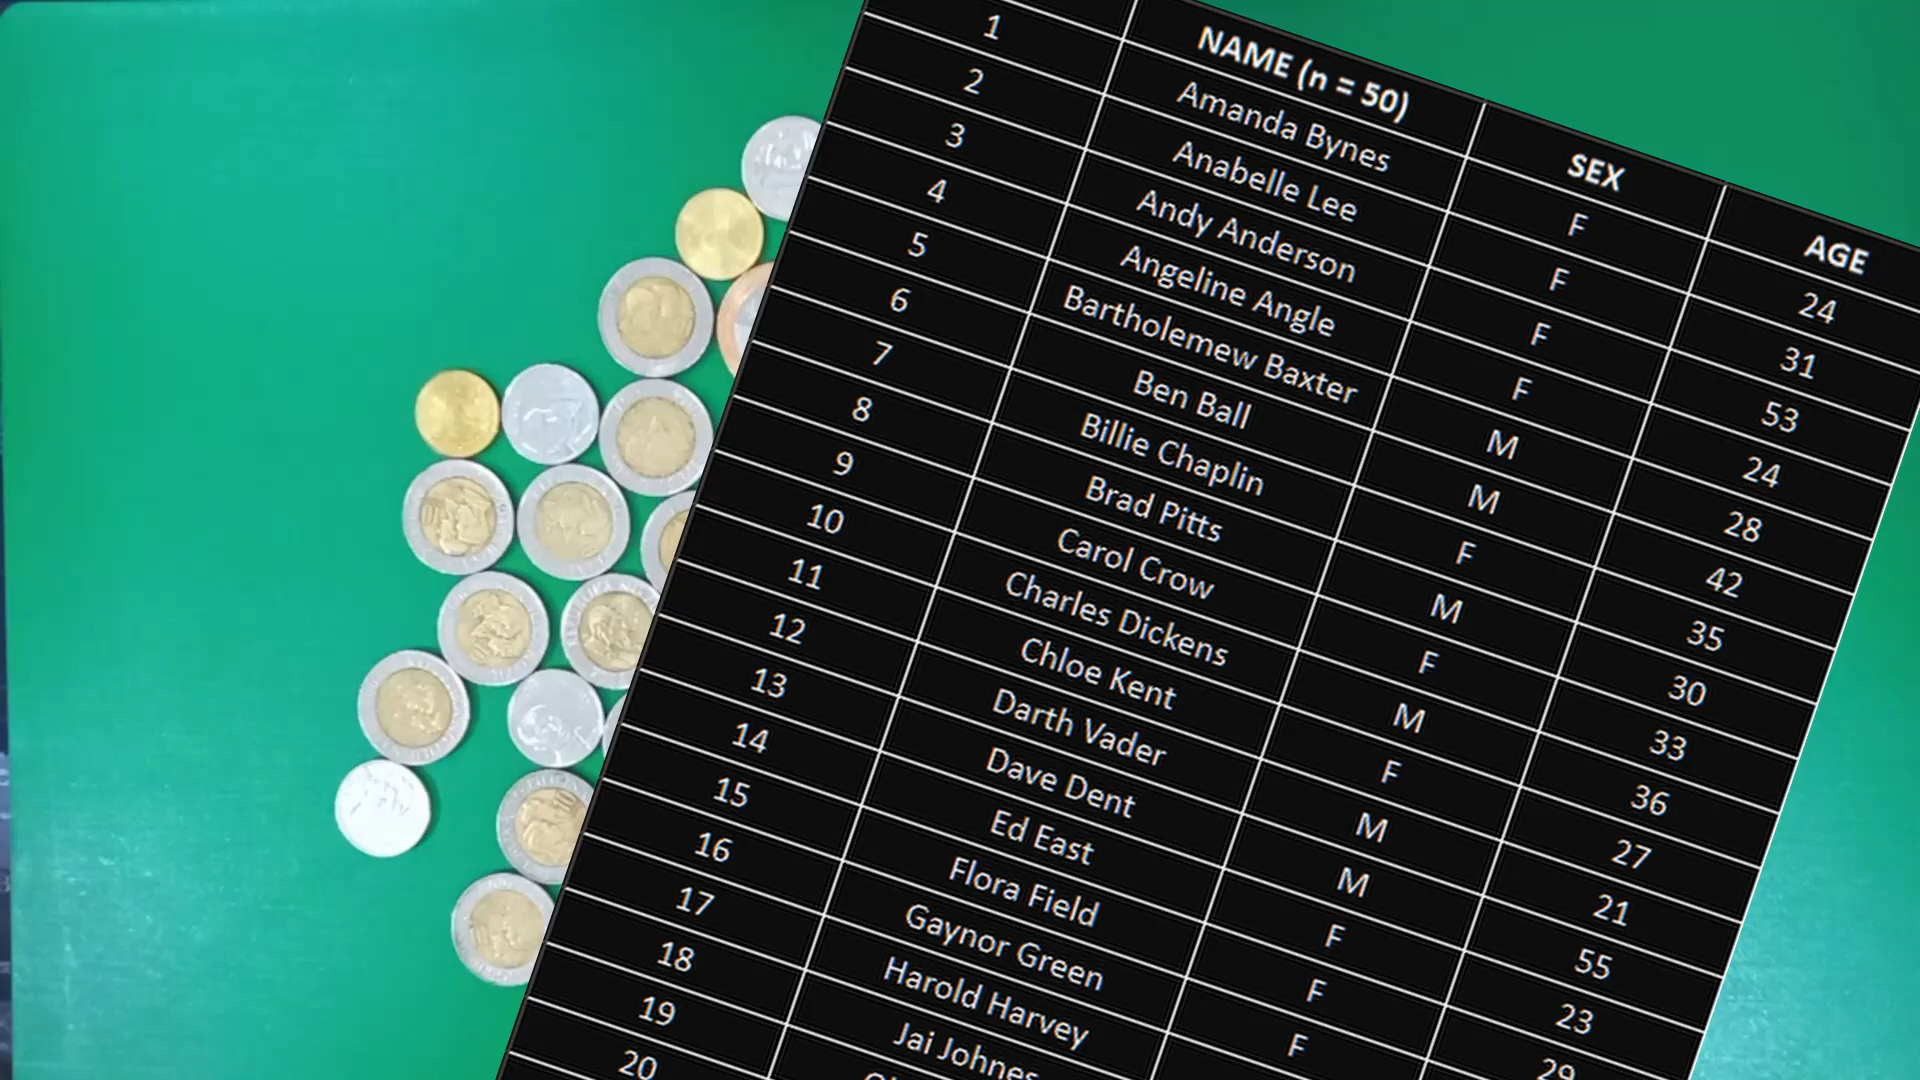 NAME (n = 50) SEX AGE
1 Amanda Bynes F 24
2 Anabelle Lee F 31
3 Andy Anderson F 53
4 Angeline Angle F 24
5 Bartholemew Baxter M 28
6 Ben Ball M 42
7 Billie Chaplin F 35
8 Brad Pitts M 30
9 Carol Crow F 33
10 Charles Dickens M 36
11 Chloe Kent F 27
12 Darth Vader M 21
13 Dave Dent M 55
14 Ed East F 23
15 Flora Field F 29
16 Gaynor Green F
17 Harold Harvey
18 Jai Johnes
19
20